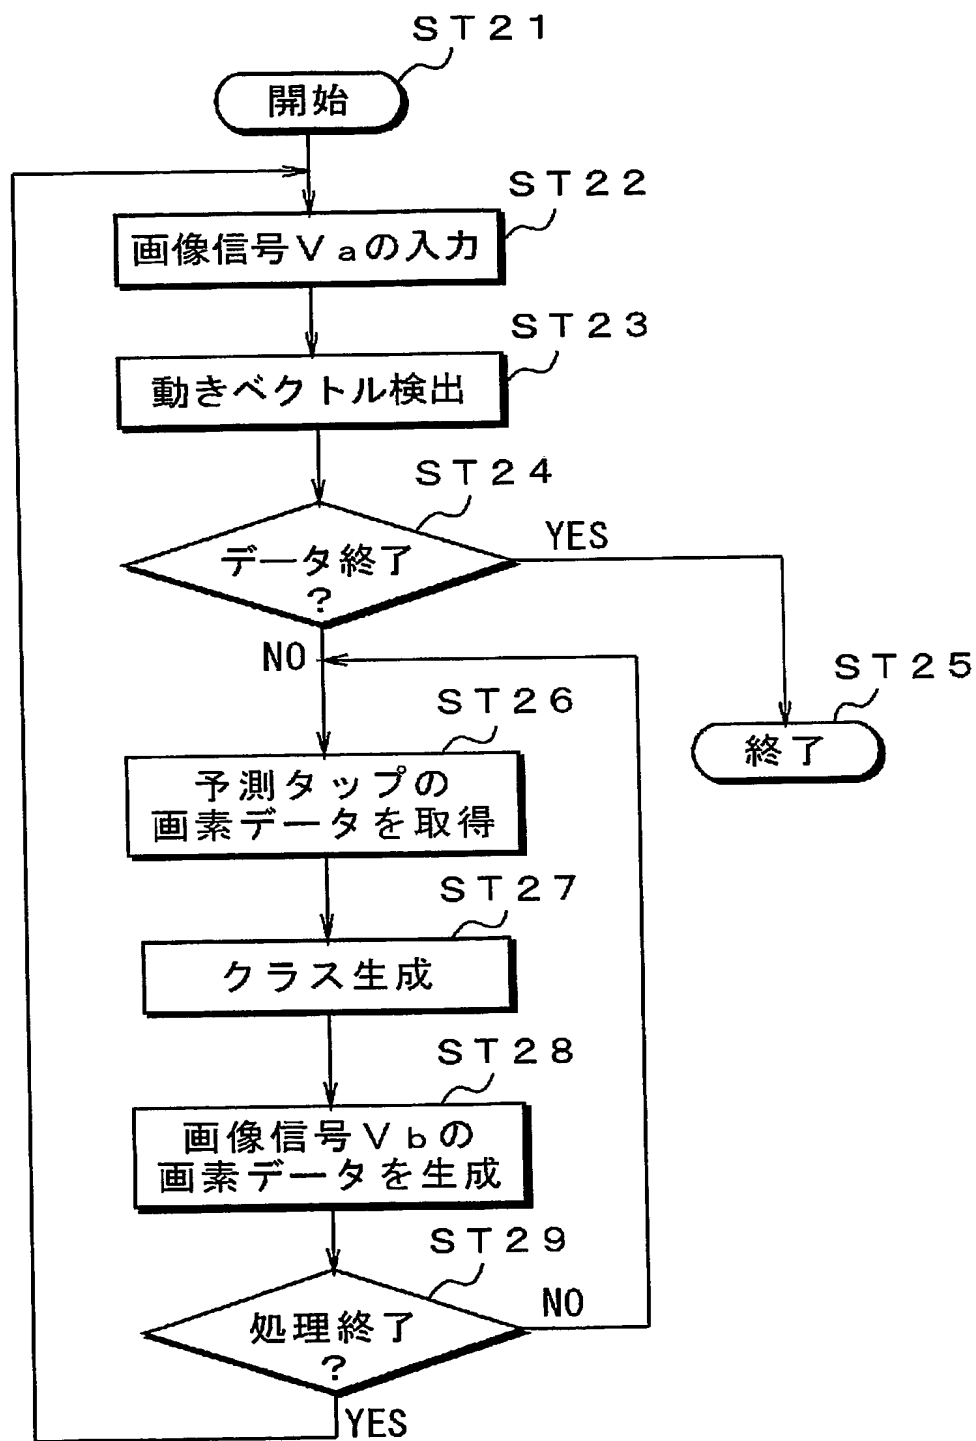 ST21
開始
ST22
画像信号Vaの入力
ST23
動きベクトル検出
ST24
データ終了
?
YES
NO
ST25
終了
ST26
予測タップの
画素データを取得
ST27
クラス生成
ST28
画像信号Vbの
画素データを生成
ST29
処理終了
?
NO
YES